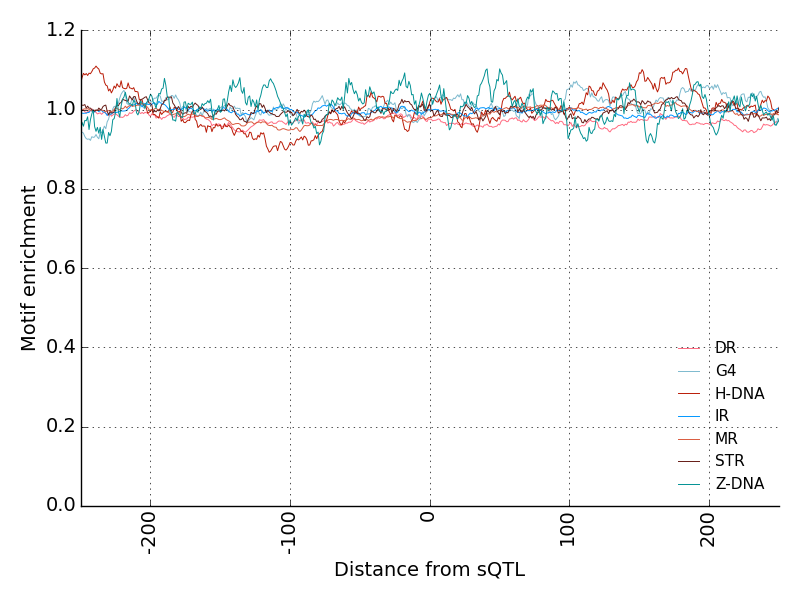 1.2
1.0
0.8
0.6
0.4
0.2
0.0
Motif enrichment
-200
-100
0
100
200
Distance from sQTL
DR
G4
H-DNA
IR
MR
STR
Z-DNA